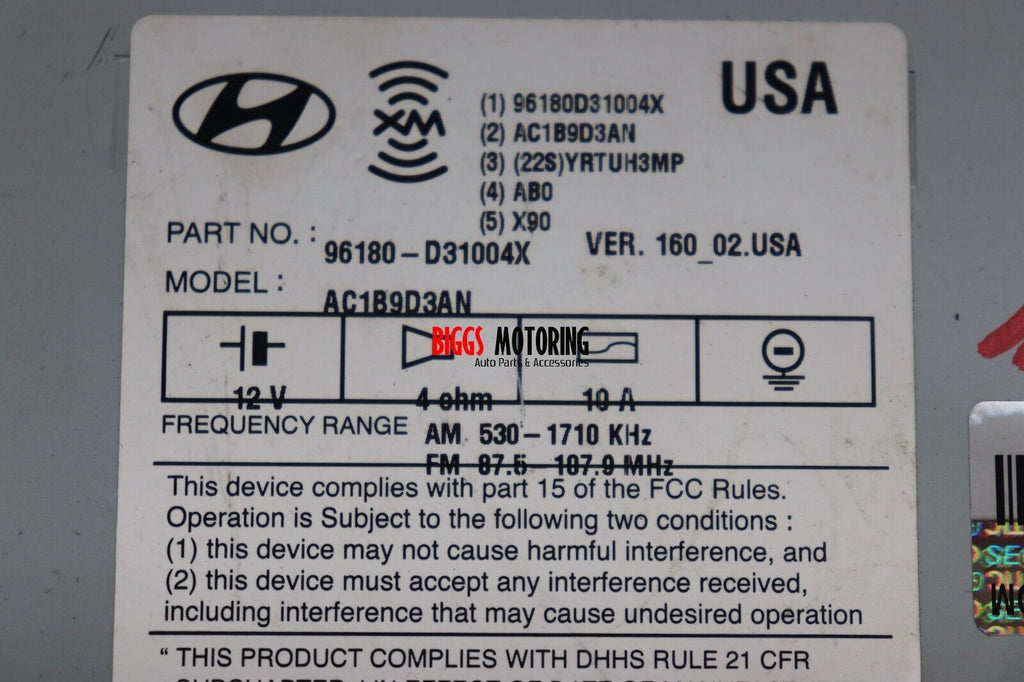 XM
USA
(1) 96180D31004X
(2) AC1B9D3AN
(3) (22S)YRTUH3MP
(4) AB0
(5) X90
PART NO. : 96180-D31004X VER. 160_02.USA
MODEL : AC1B9D3AN
BIGGS MOTORING
Auto Parts & Accessories
12 V 4 ohm 10 A
FREQUENCY RANGE AM 530-1710 KHz
FM 87.5 - 107.9 MHz
This device complies with part 15 of the FCC Rules.
Operation is Subject to the following two conditions :
(1) this device may not cause harmful interference, and
(2) this device must accept any interference received,
including interference that may cause undesired operation
“ THIS PRODUCT COMPLIES WITH DHHS RULE 21 CFR